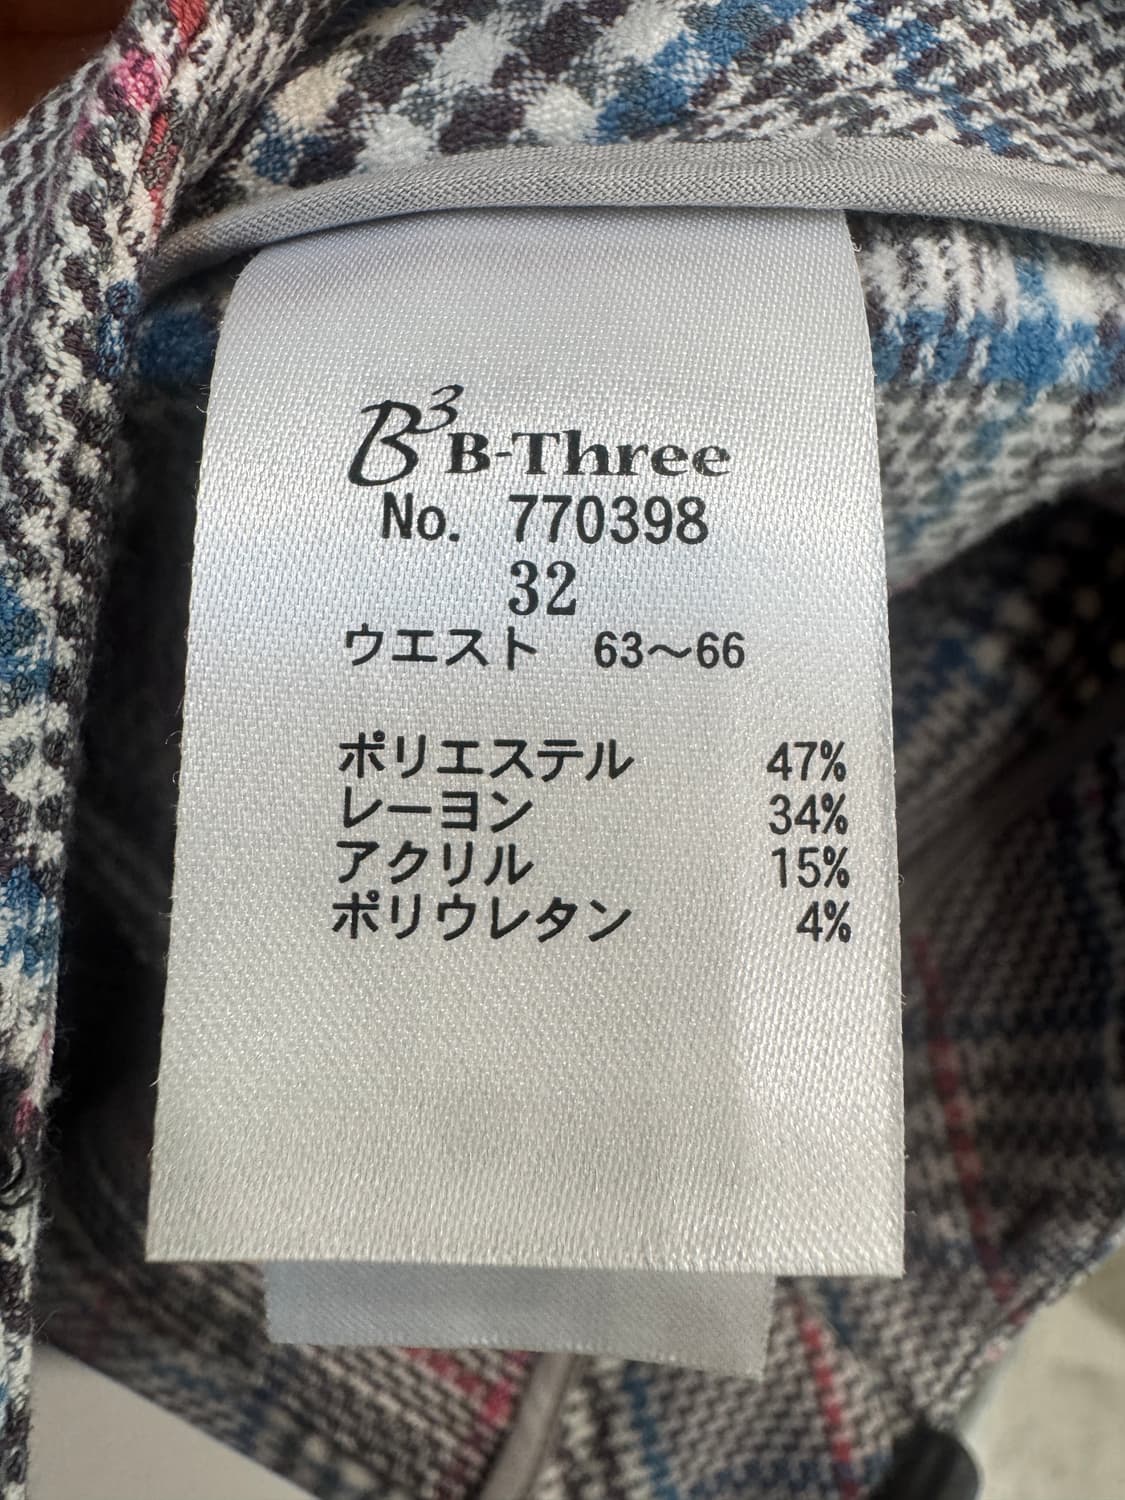 B3 B-Three
No. 770398
32
ウエスト 63〜66
ポリエステル 47%
レーヨン 34%
アクリル 15%
ポリウレタン 4%